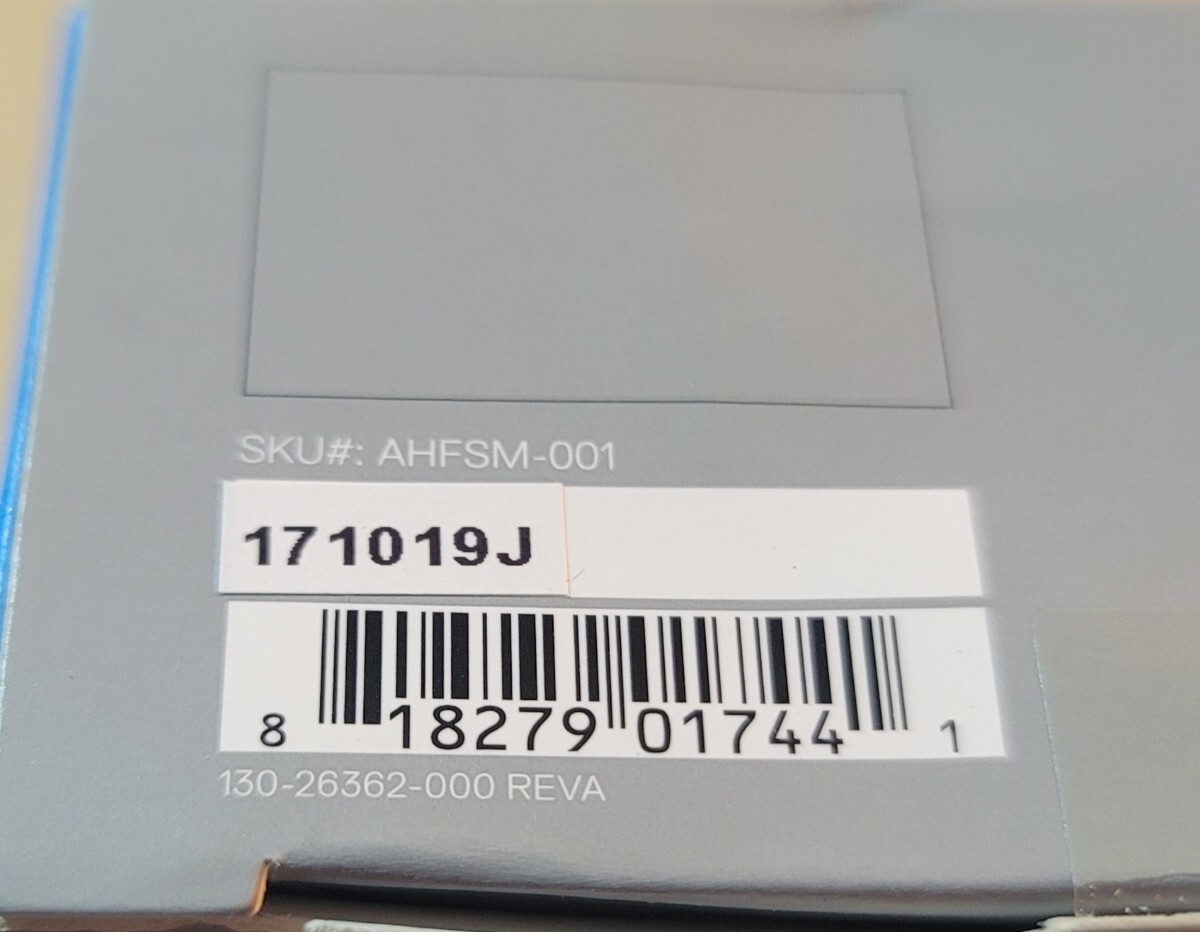 SKU#: AHFSM-001
171019J
8 18279 01744 1
130-26362-000 REVA